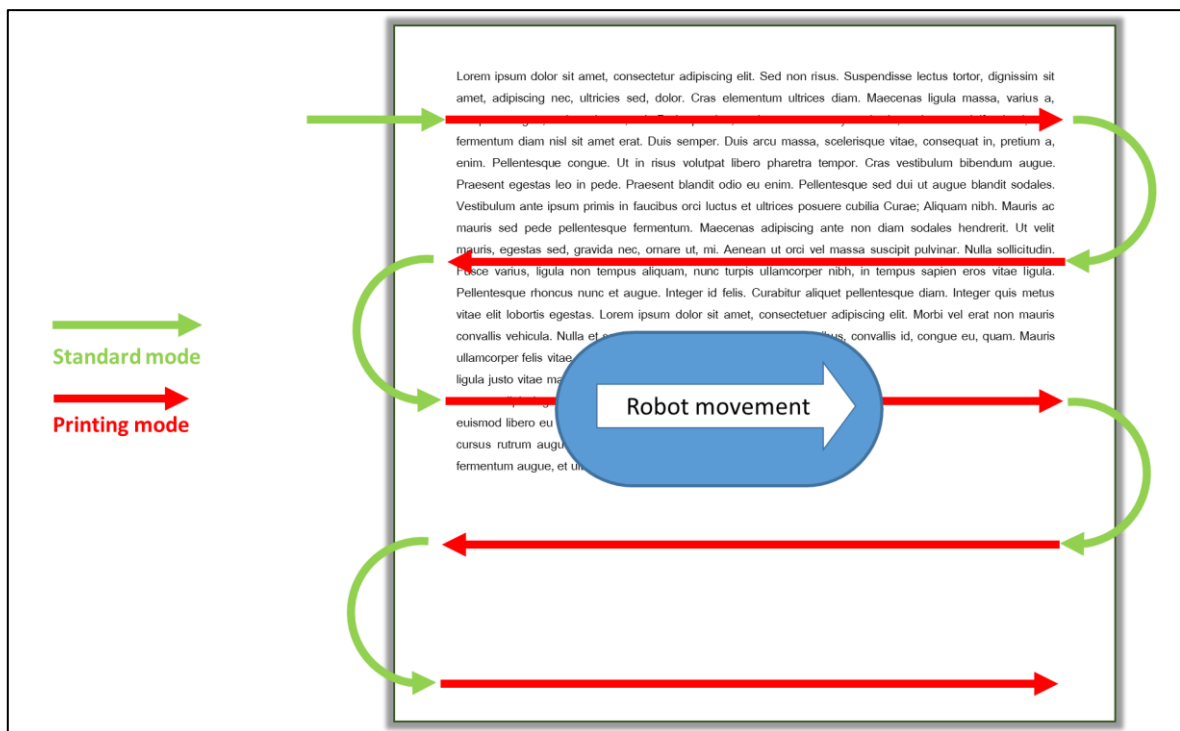 Lorem ipsum dolor sit amet, consectetur adipiscing elit. Sed non risus. Suspendisse lectus tortor, dignissim sit
amet, adipiscing nec, ultricies sed, dolor. Cras elementum ultrices diam. Maecenas ligula massa, varius a,
fermentum diam nisl sit amet erat. Duis semper. Duis arcu massa, scelerisque vitae, consequat in, pretium a,
enim. Pellentesque congue. Ut in risus volutpat libero pharetra tempor. Cras vestibulum bibendum augue.
Praesent egestas leo in pede. Praesent blandit odio eu enim. Pellentesque sed dui ut augue blandit sodales.
Vestibulum ante ipsum primis in faucibus orci luctus et ultrices posuere cubilia Curae; Aliquam nibh. Mauris ac
mauris sed pede pellentesque fermentum. Maecenas adipiscing ante non diam sodales hendrerit. Ut velit
mauris, egestas sed, gravida nec, ornare ut, mi. Aenean ut orci vel massa suscipit pulvinar. Nulla sollicitudin.
Fusce varius, ligula non tempus aliquam, nunc turpis ullamcorper nibh, in tempus sapien eros vitae ligula.
Pellentesque rhoncus nunc et augue. Integer id felis. Curabitur aliquet pellentesque diam. Integer quis metus
vitae elit lobortis egestas. Lorem ipsum dolor sit amet, consectetuer adipiscing elit. Morbi vel erat non mauris
convallis vehicula. Nulla et convallis id, congue eu, quam. Mauris
ullamcorper felis vitae
ligula justo vitae
euismod libero eu
cursus rutrum
fermentum augue, et
Robot movement
Standard mode
Printing mode